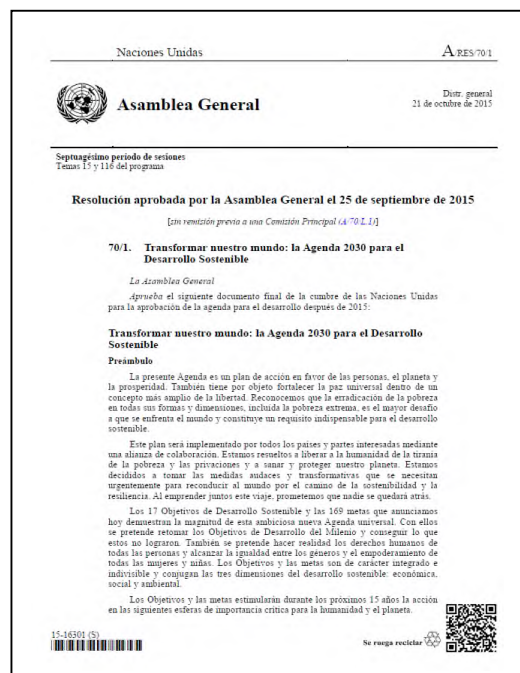 Naciones Unidas A/RES/70/1
Asamblea General
Distr. general
21 de octubre de 2015
Septuagésimo período de sesiones
Temas 15 y 116 del programa
Resolución aprobada por la Asamblea General el 25 de septiembre de 2015
[sin remisión previa a una Comisión Principal (A/70/L.1)]
70/1. Transformar nuestro mundo: la Agenda 2030 para el
Desarrollo Sostenible
La Asamblea General
Aprueba el siguiente documento final de la cumbre de las Naciones Unidas
para la aprobación de la agenda para el desarrollo después de 2015:
Transformar nuestro mundo: la Agenda 2030 para el Desarrollo
Sostenible
Preámbulo
La presente Agenda es un plan de acción en favor de las personas, el planeta y
la prosperidad. También tiene por objeto fortalecer la paz universal dentro de un
concepto más amplio de la libertad. Reconocemos que la erradicación de la pobreza
en todas sus formas y dimensiones, incluida la pobreza extrema, es el mayor desafío
a que se enfrenta el mundo y constituye un requisito indispensable para el desarrollo
sostenible.
Este plan será implementado por todos los países y partes interesadas mediante
una alianza de colaboración. Estamos resueltos a liberar a la humanidad de la tiranía
de la pobreza y las privaciones y a sanar y proteger nuestro planeta. Estamos
decididos a tomar las medidas audaces y transformativas que se necesitan
urgentemente para reconducir al mundo por el camino de la sostenibilidad y la
resiliencia. Al emprender juntos este viaje, prometemos que nadie se quedará atrás.
Los 17 Objetivos de Desarrollo Sostenible y las 169 metas que anunciamos
hoy demuestran la magnitud de esta ambiciosa nueva Agenda universal. Con ellos
se pretende retomar los Objetivos de Desarrollo del Milenio y conseguir lo que
estos no lograron. También se pretende hacer realidad los derechos humanos de
todas las personas y alcanzar la igualdad entre los géneros y el empoderamiento de
todas las mujeres y niñas. Los Objetivos y las metas son de carácter integrado e
indivisible y conjugan las tres dimensiones del desarrollo sostenible: económica,
social y ambiental.
Los Objetivos y las metas estimularán durante los próximos 15 años la acción
en las siguientes esferas de importancia crítica para la humanidad y el planeta.
15-16301 (S)
Se ruega reciclar